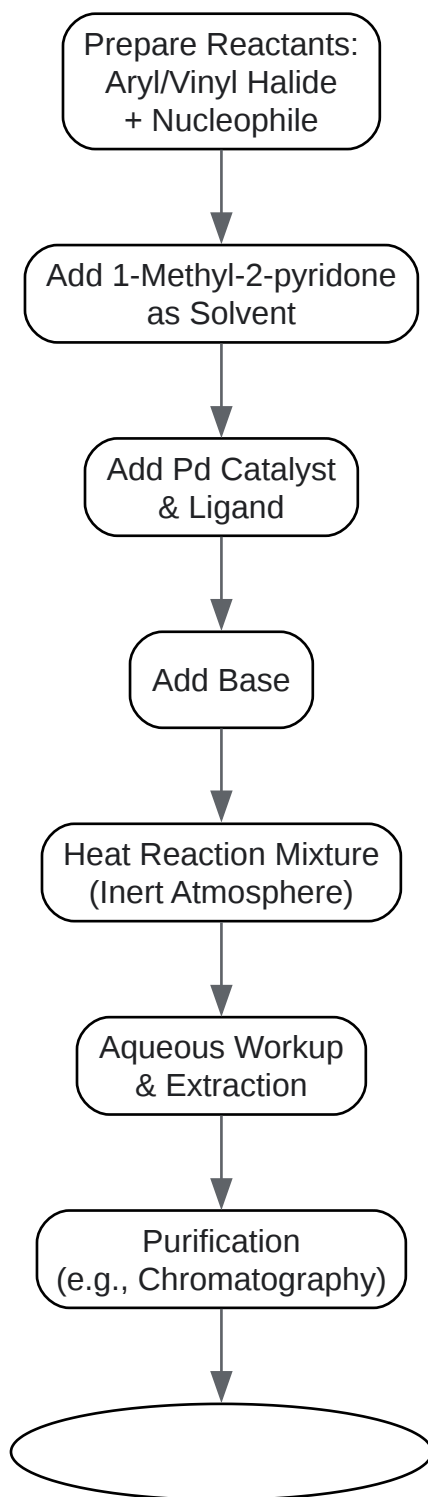 Prepare Reactants:
Aryl/Vinyl Halide
+ Nucleophile
Add 1-Methyl-2-pyridone
as Solvent
Add Pd Catalyst
& Ligand
Add Base
Heat Reaction Mixture
(Inert Atmosphere)
Aqueous Workup
& Extraction
Purification
(e.g., Chromatography)